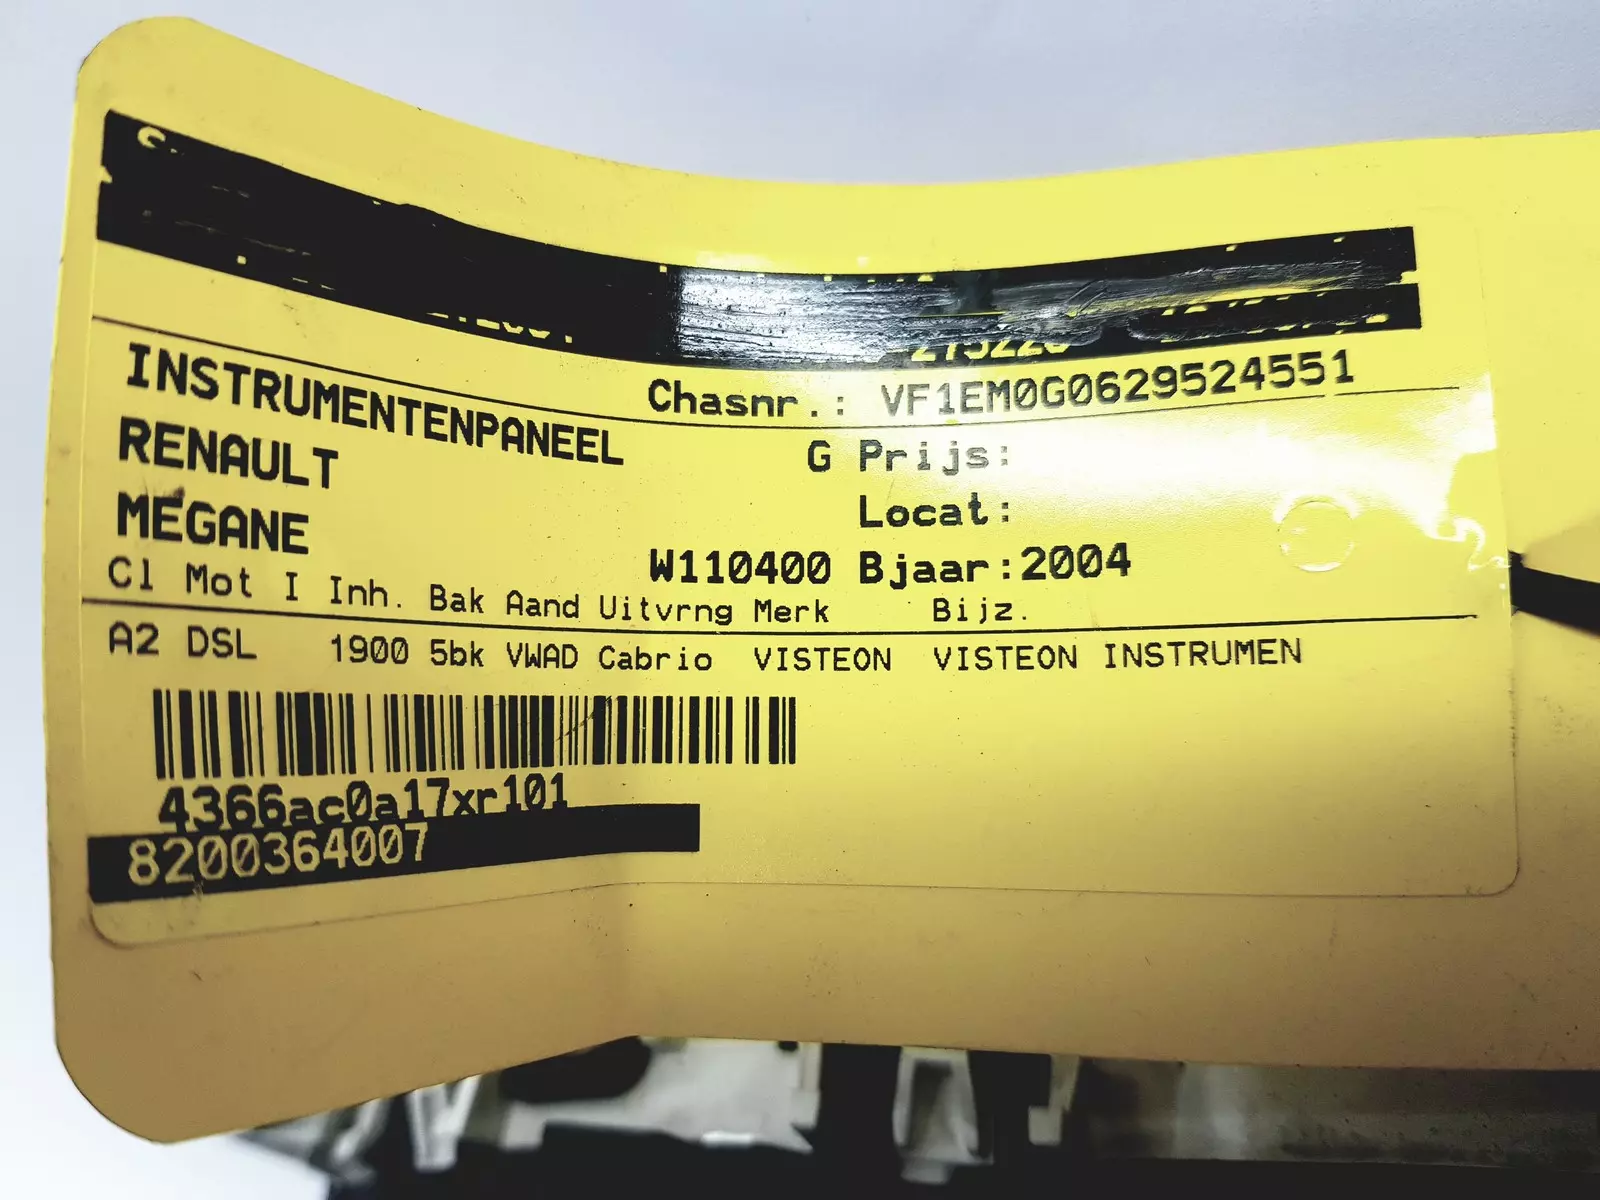 Chasnr.: VF1EM0G0629524551
INSTRUMENTENPANEEL
G Prijs:
RENAULT
Locat:
MEGANE
W110400 Bjaar:2004
Cl Mot I Inh. Bak Aand Uitvrng Merk Bijz.
A2 DSL 1900 5bk VWAD Cabrio VISTEON VISTEON INSTRUMEN
4366ac0a17xr101
8200364007